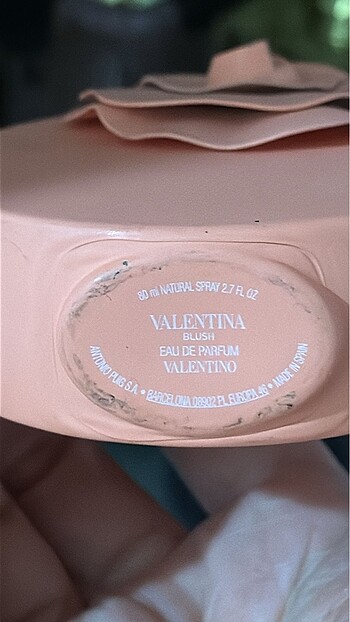 80 ml NATURAL SPRAY 2.7 FL OZ
VALENTINA
BLUSH
EAU DE PARFUM
VALENTINO
ANTONIO PUIG S.A. • BARCELONA 08902 PL. EUROPA 46 • MADE IN SPAIN